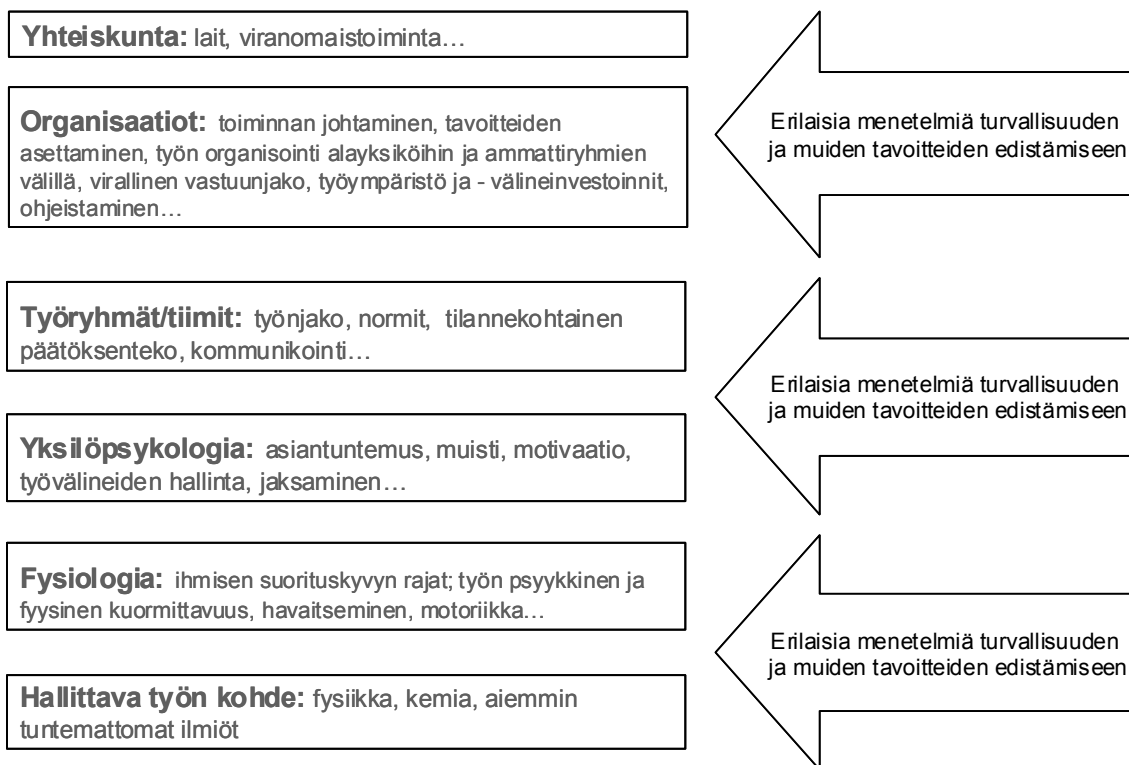 Yhteiskunta: lait, viranomaistoiminta…
Organisaatiot: toiminnan johtaminen, tavoitteiden
asettaminen, työn organisointi alayksiköihin ja ammattiryhmien
välillä, virallinen vastuunjako, työympäristö ja - välineinvestoinnit,
ohjeistaminen…
Erilaisia menetelmiä turvallisuuden
ja muiden tavoitteiden edistämiseen
Työryhmät/tiimit: työnjako, normit, tilannekohtainen
päätöksenteko, kommunikointi…
Yksilöpsykologia: asiantuntemus, muisti, motivaatio,
työvälineiden hallinta, jaksaminen…
Erilaisia menetelmiä turvallisuuden
ja muiden tavoitteiden edistämiseen
Fysiologia: ihmisen suorituskyvyn rajat; työn psyykkinen ja
fyysinen kuormittavuus, havaitseminen, motoriikka…
Hallittava työn kohde: fysiikka, kemia, aiemmin
tuntemattomat ilmiöt
Erilaisia menetelmiä turvallisuuden
ja muiden tavoitteiden edistämiseen